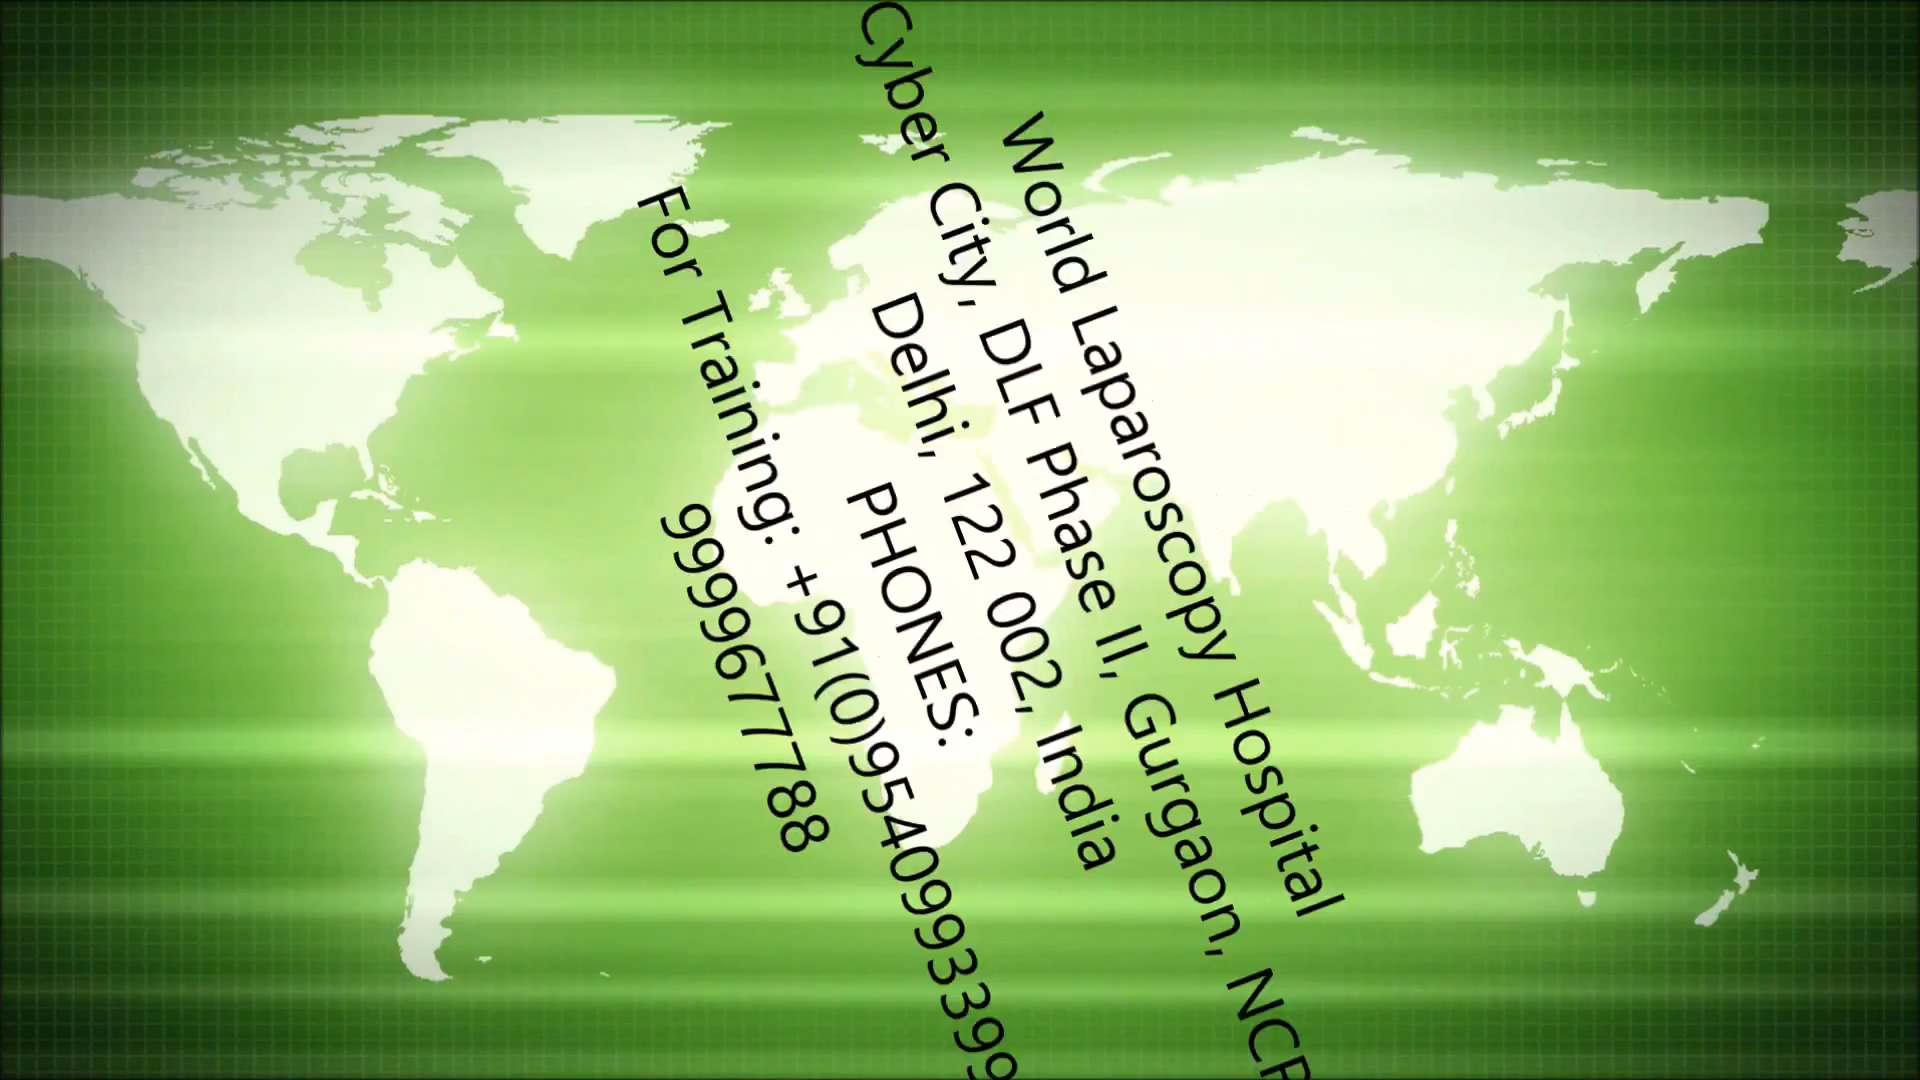 World Laparoscopy Hospital
Cyber City, DLF Phase II, Gurgaon, NCR
Delhi, 122 002, India
PHONES:
For Training: +91(0)9540993399
9999677788